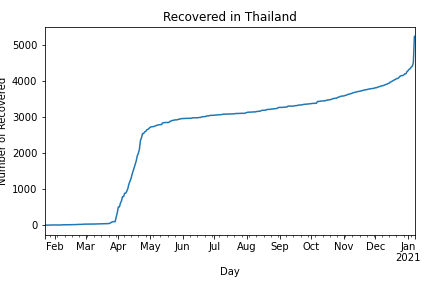 Recovered in Thailand
Number of Recovered
5000
4000
3000
2000
1000
0
Feb Mar Apr May Jun Jul Aug Sep Oct Nov Dec Jan
2021
Day